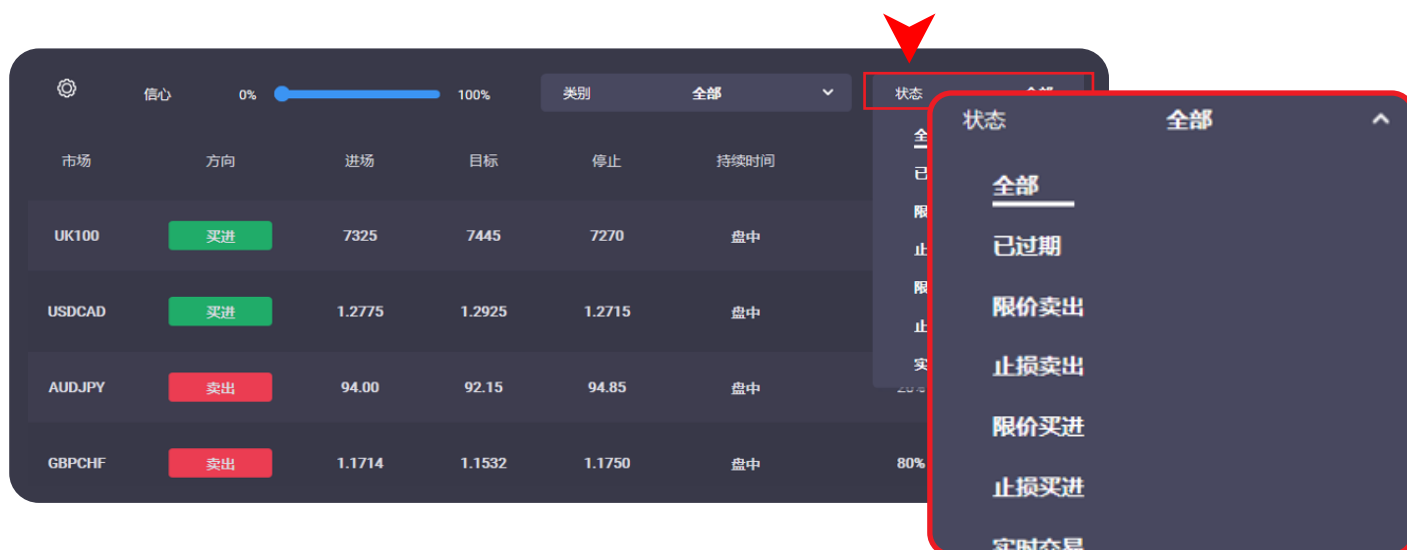 信心 0% 100% 类别 全部 状态
市场 方向 进场 目标 停止 持续时间
UK100 买进 7325 7445 7270 盘中
USDCAD 买进 1.2775 1.2925 1.2715 盘中
AUDJPY 卖出 94.00 92.15 94.85 盘中
GBPCHF 卖出 1.1714 1.1532 1.1750 盘中 80%
状态 全部
全部
已过期
限价卖出
止损卖出
限价买进
止损买进
实时交易